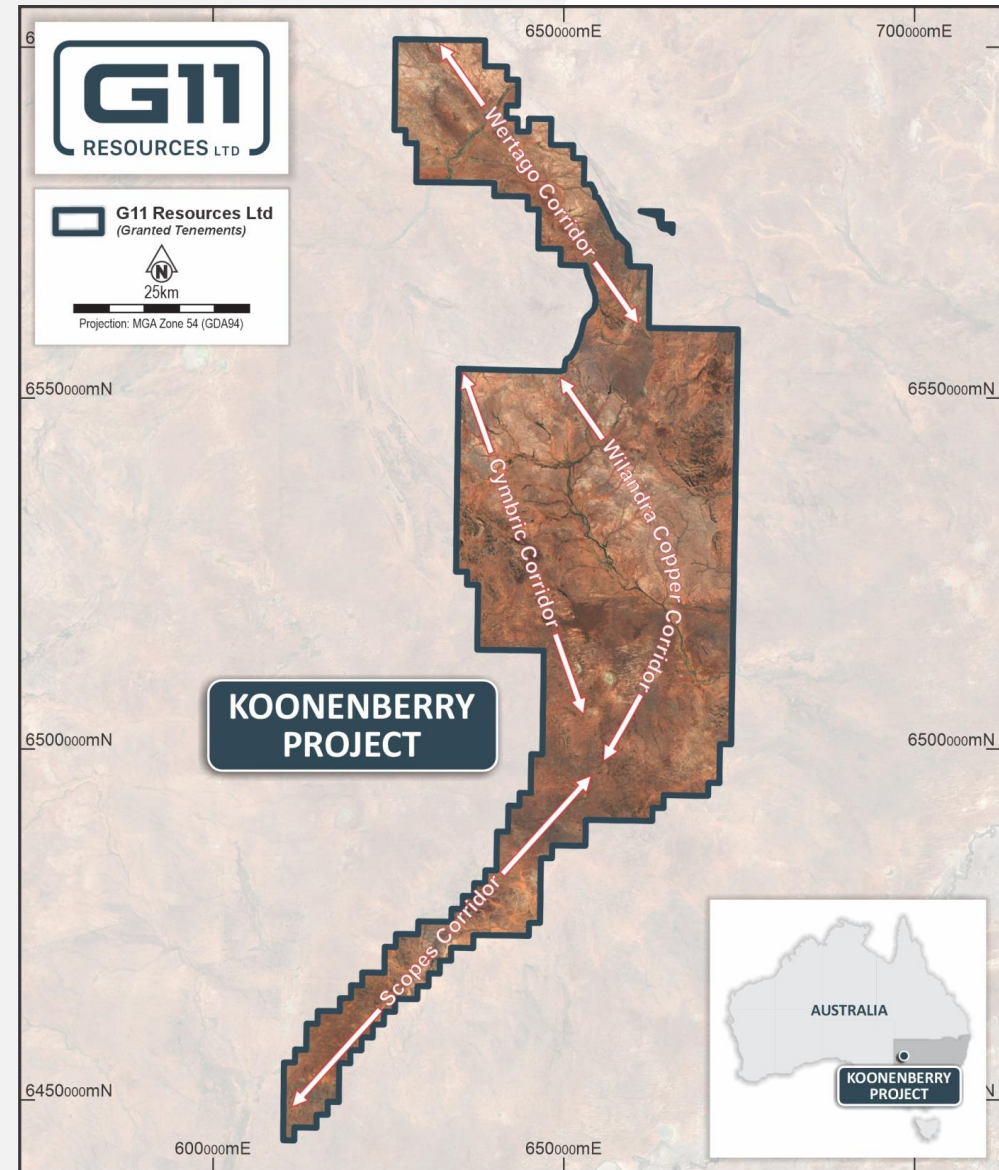 650000mE
700000mE
6
G11
RESOURCES LTD
G11 Resources Ltd
(Granted Tenements)
N
25km
Projection: MGA Zone 54 (GDA94)
Wertago Corridor
6550000mN
6550000mN
Cymbric Corridor
Wilandra Copper Corridor
KOONENBERRY
PROJECT
6500000mN
6500000mN
Scopes Corridor
AUSTRALIA
KOONENBERRY
PROJECT
6450000mN
N
600000mE
650000mE